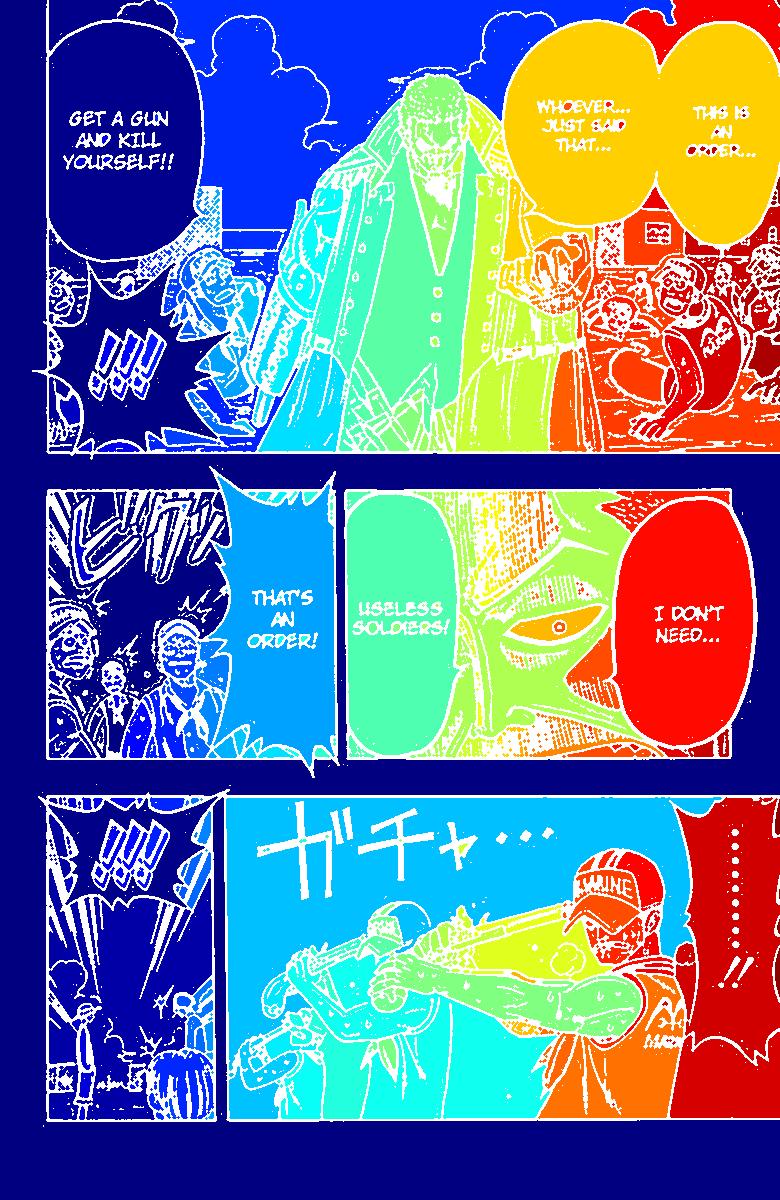 THIS IS
AN
ORDER...
WHOEVER...
JUST SAID
THAT...
GET A GUN
AND KILL
YOURSELF!!
!!!
I DON'T
NEED...
USELESS
SOLDIERS!
THAT'S
AN
ORDER!
..........!!
ガチャ...
!!!